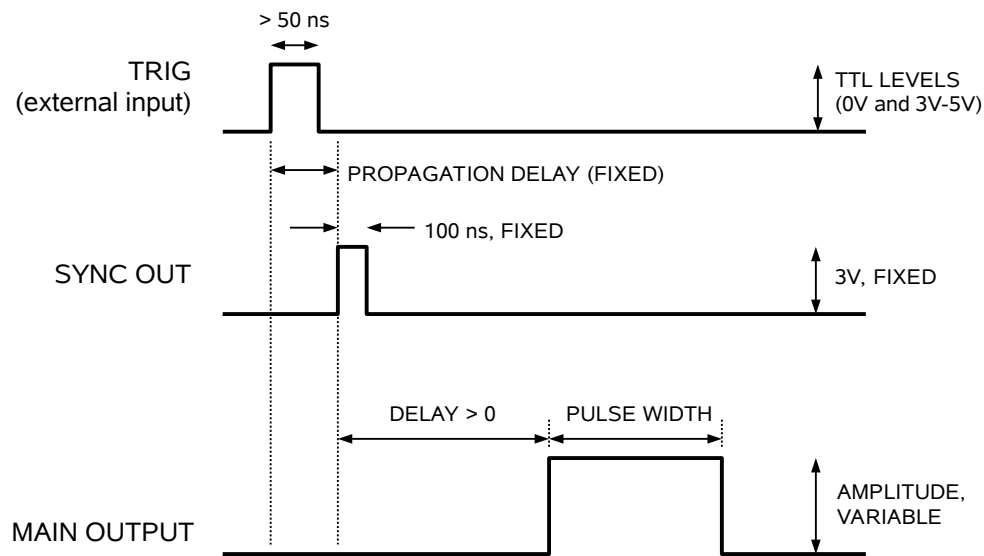 > 50 ns
TRIG
(external input)
TTL LEVELS
(0V and 3V-5V)
PROPAGATION DELAY (FIXED)
100 ns, FIXED
SYNC OUT
3V, FIXED
DELAY > 0
PULSE WIDTH
AMPLITUDE,
VARIABLE
MAIN OUTPUT